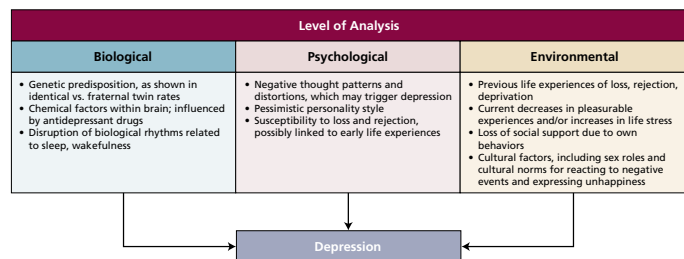 Level of Analysis
Biological
Psychological
Environmental
• Genetic predisposition, as shown in
identical vs. fraternal twin rates
• Chemical factors within brain; influenced
by antidepressant drugs
• Disruption of biological rhythms related
to sleep, wakefulness
• Negative thought patterns and
distortions, which may trigger depression
• Pessimistic personality style
• Susceptibility to loss and rejection,
possibly linked to early life experiences
• Previous life experiences of loss, rejection,
deprivation
• Current decreases in pleasurable
experiences and/or increases in life stress
• Loss of social support due to own
behaviors
• Cultural factors, including sex roles and
cultural norms for reacting to negative
events and expressing unhappiness
Depression